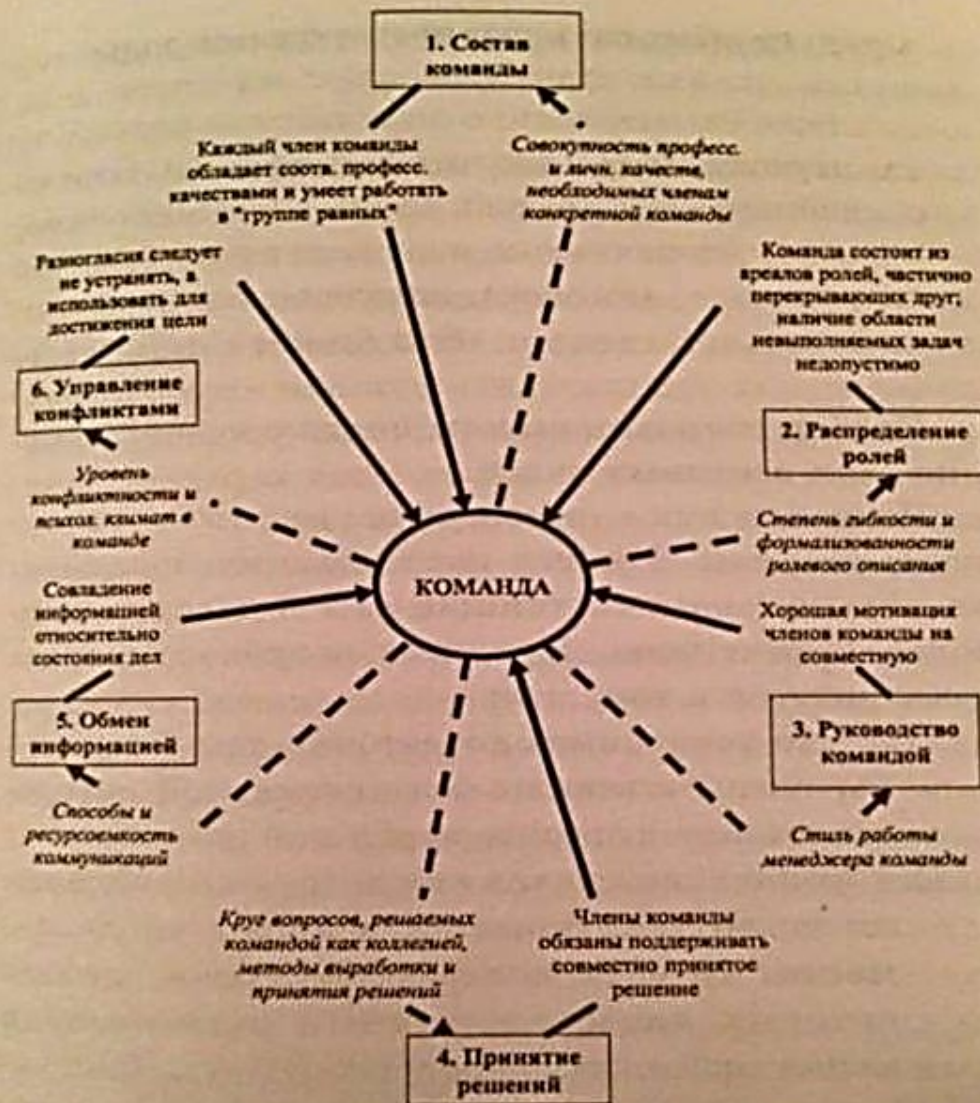 1. Состав
команды
Каждый член команды
обладает соотв. професс.
качествами и умеет работать
в "группе равных"
Совокупность професс.
и личн. качеств,
необходимых членам
конкретной команды
Разногласия следует
не устранять, а
использовать для
достижения цели
Команда состоит из
ареалов ролей, частично
перекрывающих друг;
наличие области
невыполняемых задач
недопустимо
6. Управление
конфликтами
2. Распределение
ролей
Уровень
конфликтности и
психол. климат в
команде
Степень гибкости и
формализованности
ролевого описания
КОМАНДА
Совладение
информацией
относительно
состояния дел
Хорошая мотивация
членов команды на
совместную
5. Обмен
информацией
3. Руководство
командой
Способы и
ресурсоемкость
коммуникаций
Стиль работы
менеджера команды
Круг вопросов, решаемых
командой как коллегией,
методы выработки и
принятия решений
Члены команды
обязаны поддерживать
совместно принятое
решение
4. Принятие
решений